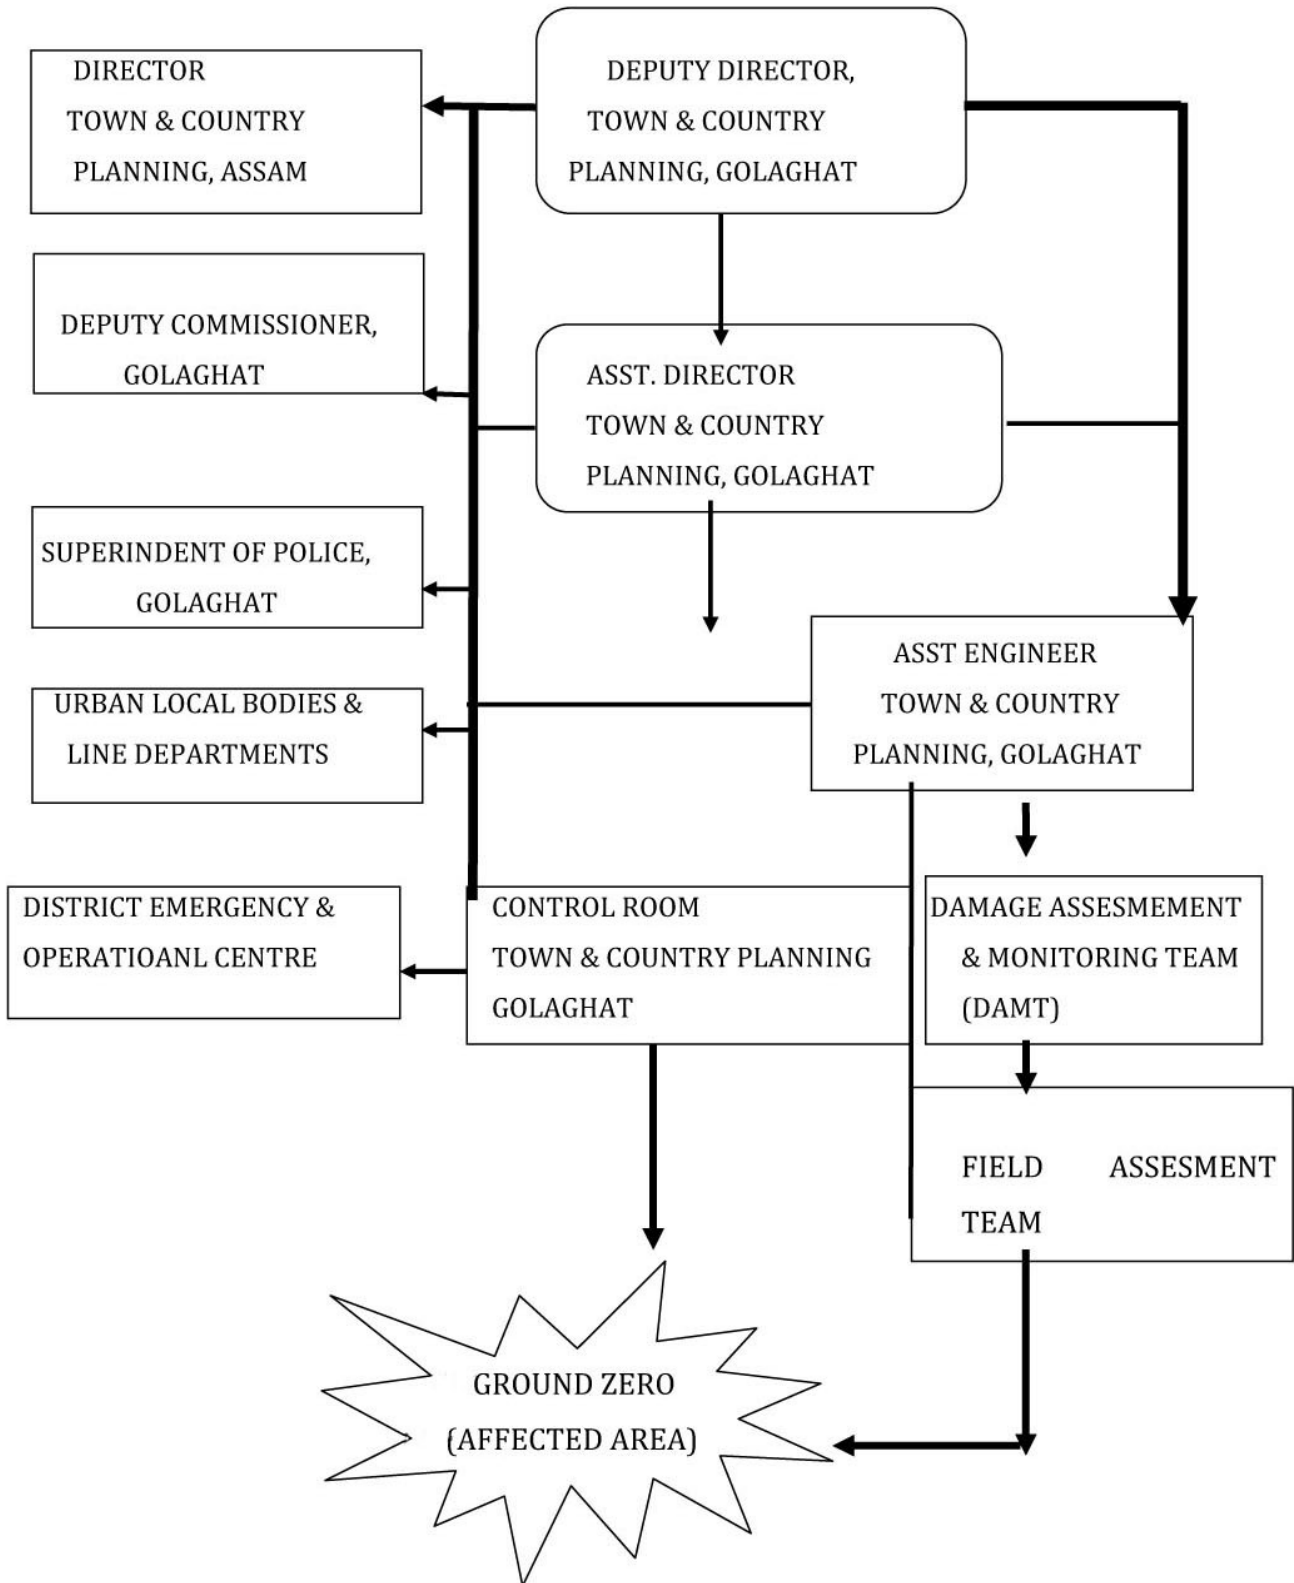 DIRECTOR
TOWN & COUNTRY
PLANNING, ASSAM
DEPUTY DIRECTOR,
TOWN & COUNTRY
PLANNING, GOLAGHAT
DEPUTY COMMISSIONER,
GOLAGHAT
ASST. DIRECTOR
TOWN & COUNTRY
PLANNING, GOLAGHAT
SUPERINDENT OF POLICE,
GOLAGHAT
ASST ENGINEER
TOWN & COUNTRY
PLANNING, GOLAGHAT
URBAN LOCAL BODIES &
LINE DEPARTMENTS
DISTRICT EMERGENCY &
OPERATIOANL CENTRE
CONTROL ROOM
TOWN & COUNTRY PLANNING
GOLAGHAT
DAMAGE ASSESMEMENT
& MONITORING TEAM
(DAMT)
FIELD ASSESMENT
TEAM
GROUND ZERO
(AFFECTED AREA)